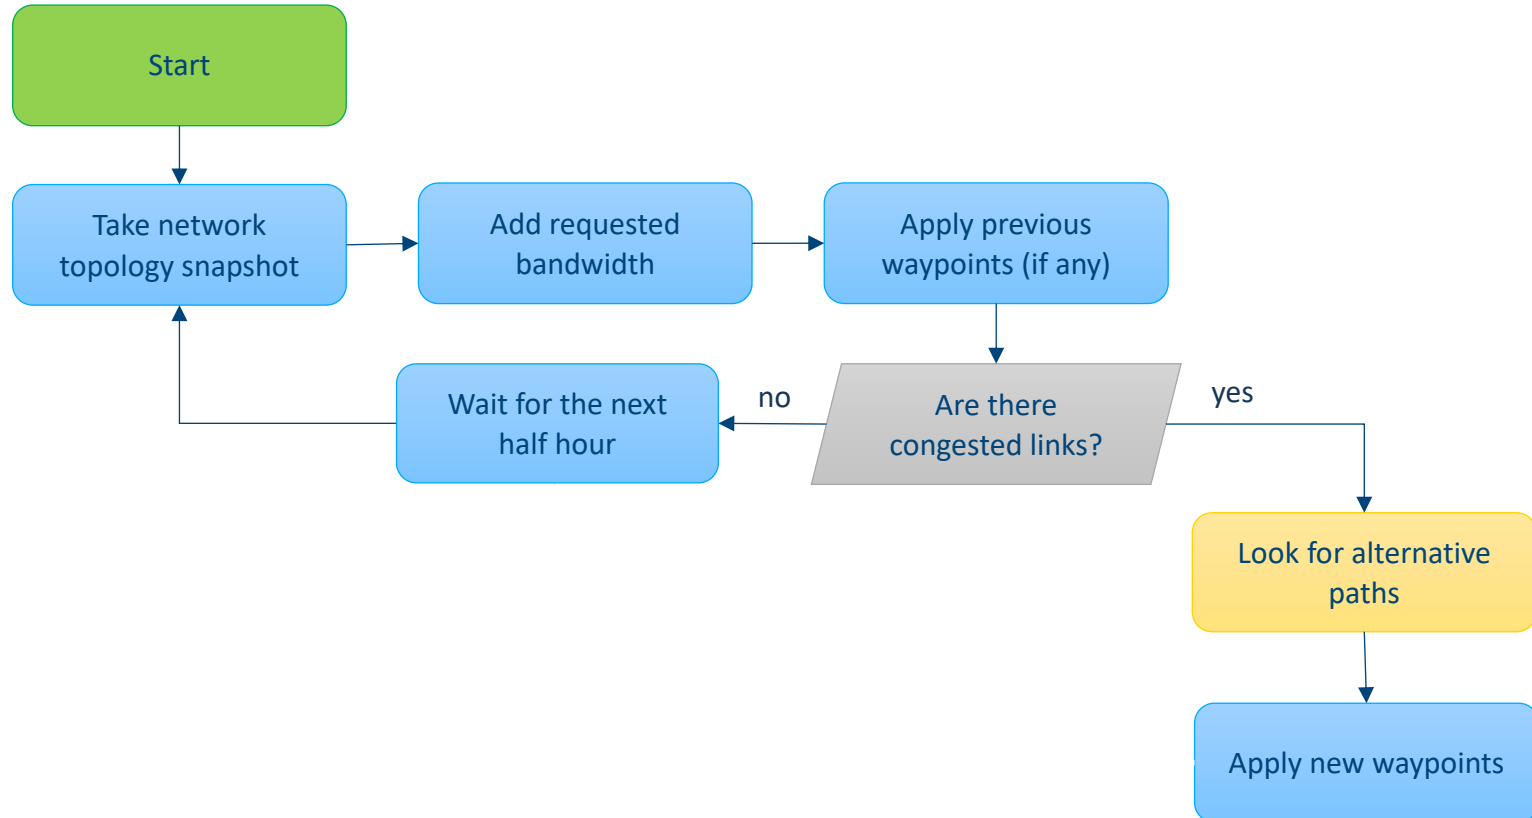 Start
Take network
topology snapshot
Add requested
bandwidth
Apply previous
waypoints (if any)
Wait for the next
half hour
no
Are there
congested links?
yes
Look for alternative
paths
Apply new waypoints